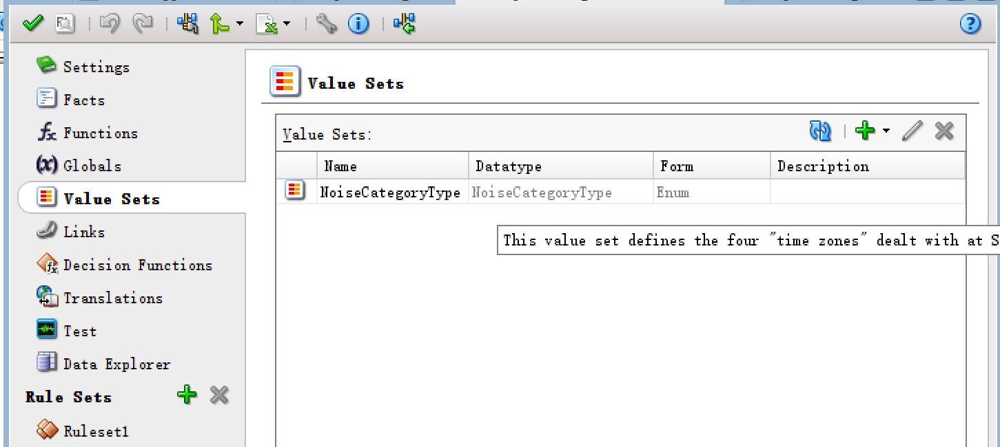 Settings
Facts
Functions
Globals
Value Sets
Links
Decision Functions
Translations
Test
Data Explorer
Rule Sets
Ruleset1
Value Sets
Value Sets:
Name Datatype Form Description
NoiseCategoryType NoiseCategoryType Enum
This value set defines the four "time zones" dealt with at S